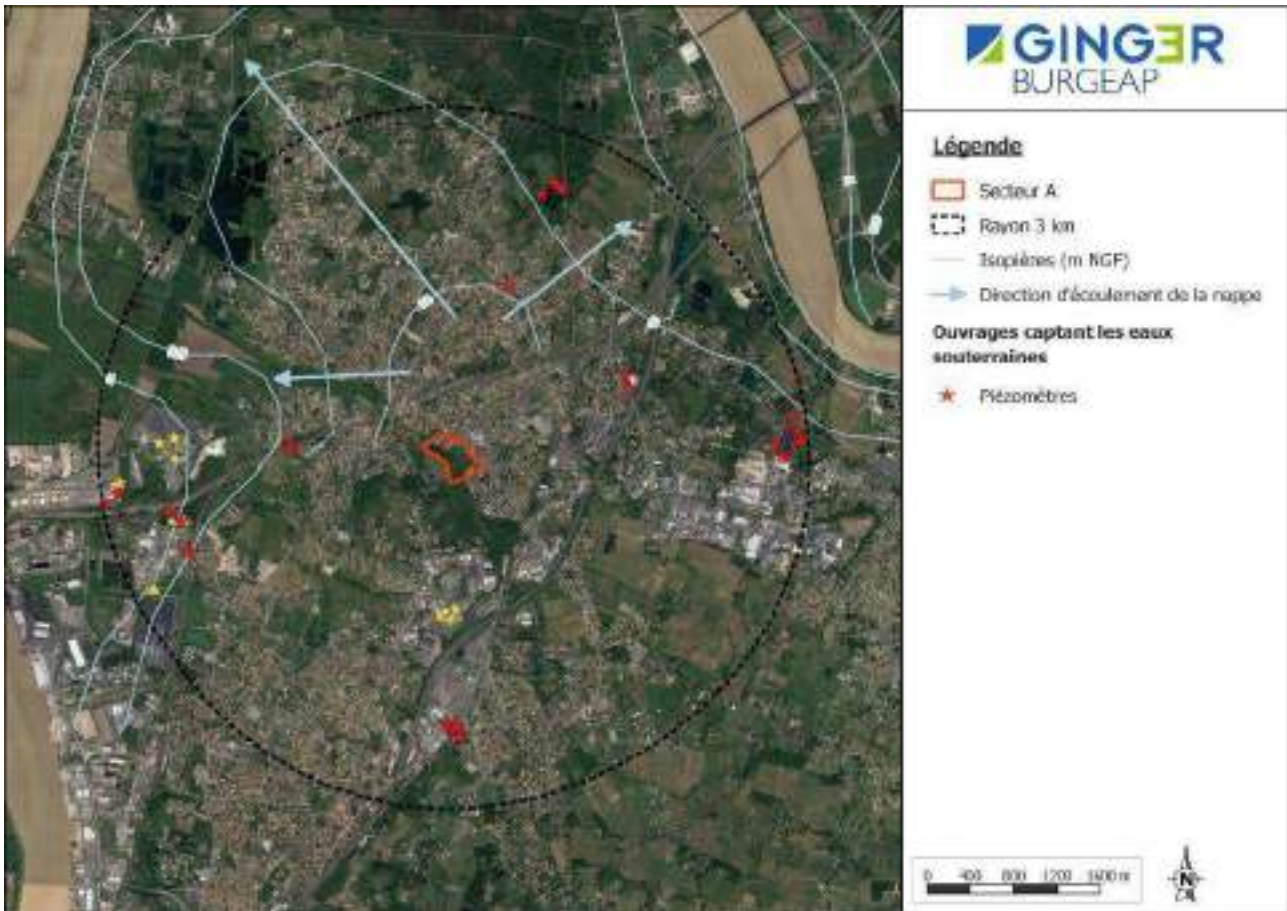 GINGER
BURGEAP
Légende
Secteur A
Rayon 3 km
Isopières (m NGF)
Direction d'écoulement de la nappe
Ouvrages captant les eaux
souterraines
Piézomètres
0 400 800 1200 1600 m
N